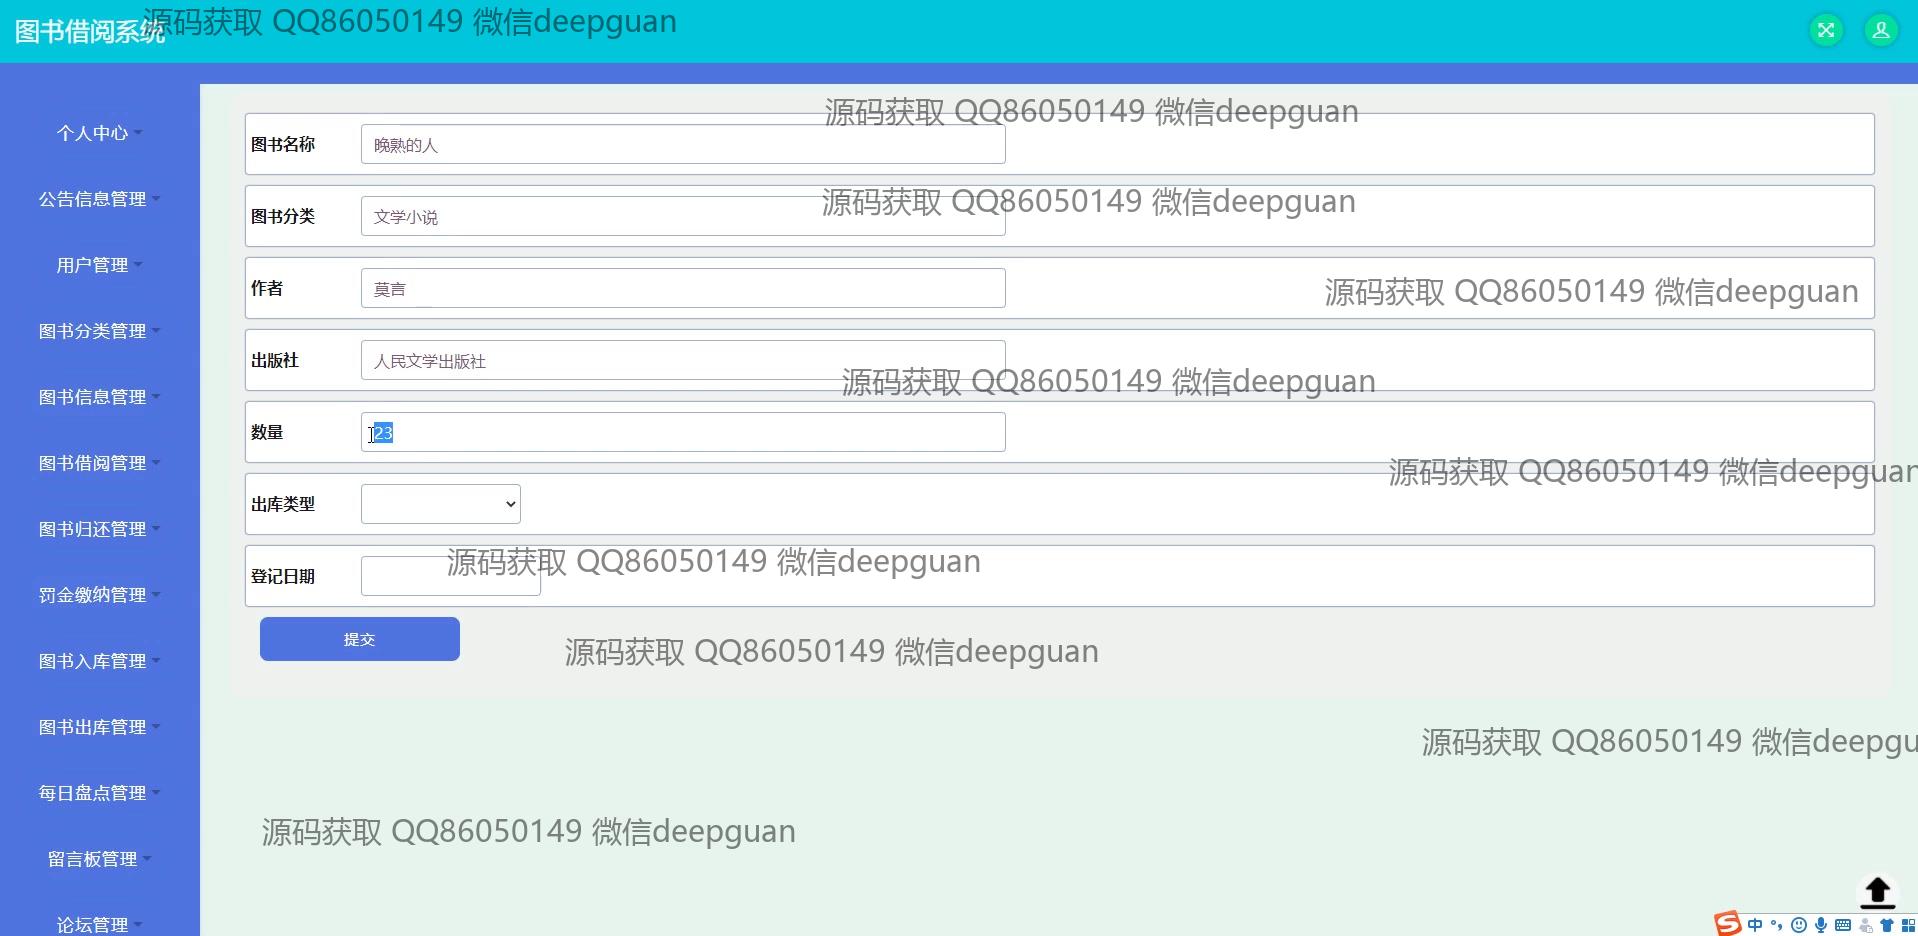 图书借阅系统
源码获取 QQ86050149 微信deepguan
个人中心
公告信息管理
用户管理
图书分类管理
图书信息管理
图书借阅管理
图书归还管理
罚金缴纳管理
图书入库管理
图书出库管理
每日盘点管理
留言板管理
论坛管理
源码获取 QQ86050149 微信deepguan
图书名称 晚熟的人
源码获取 QQ86050149 微信deepguan
图书分类 文学小说
作者 莫言
源码获取 QQ86050149 微信deepguan
出版社 人民文学出版社
源码获取 QQ86050149 微信deepguan
数量 23
源码获取 QQ86050149 微信deepguan
出库类型
源码获取 QQ86050149 微信deepguan
登记日期
提交
源码获取 QQ86050149 微信deepguan
源码获取 QQ86050149 微信deepgu
源码获取 QQ86050149 微信deepguan
中